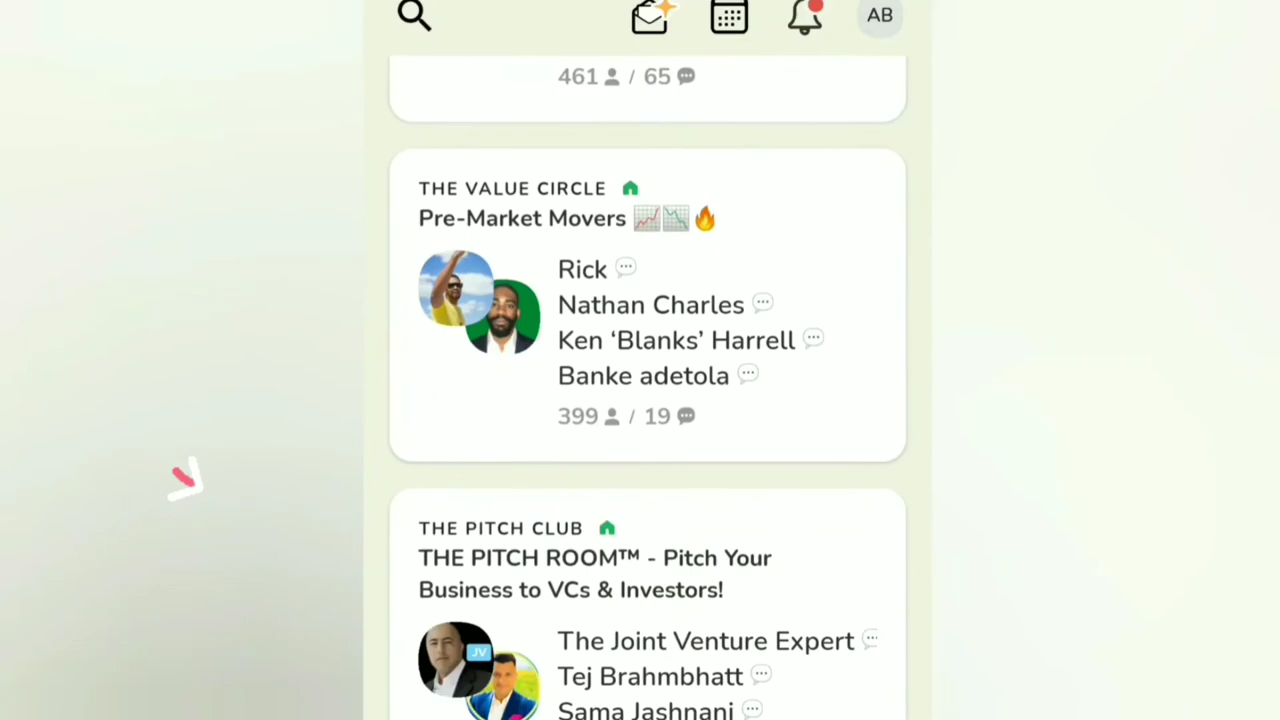 AB
461 / 65
THE VALUE CIRCLE
Pre-Market Movers 📈📉🔥
Rick
Nathan Charles
Ken ‘Blanks’ Harrell
Banke adetola
399 / 19
THE PITCH CLUB
THE PITCH ROOM™ - Pitch Your
Business to VCs & Investors!
JV
The Joint Venture Expert
Tej Brahmbhatt
Sama Jashnani